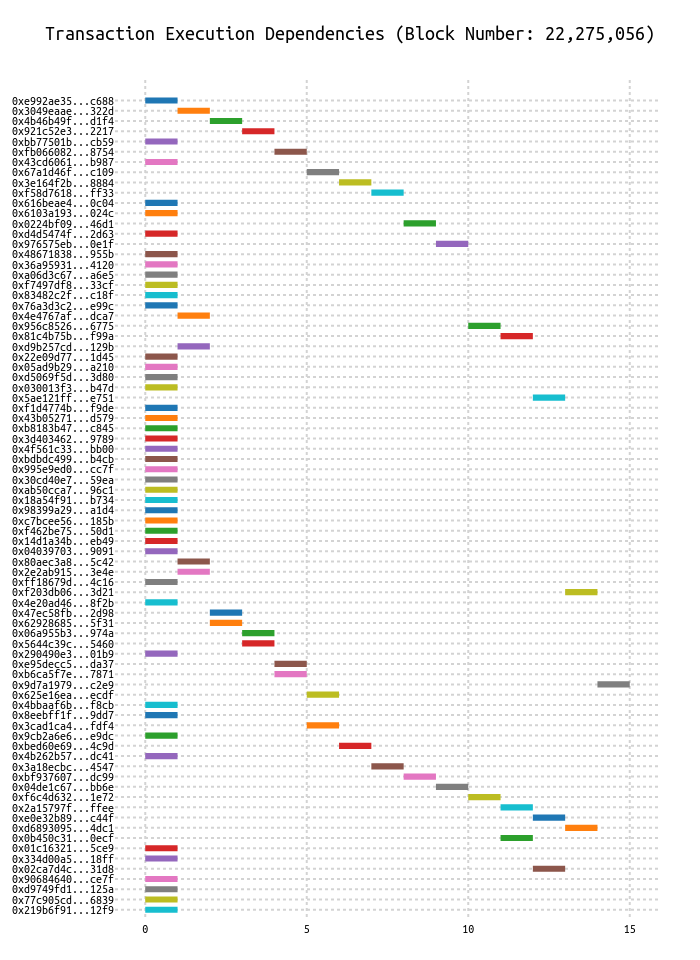 Transaction Execution Dependencies (Block Number: 22,275,056)
0xe992ae35...c688
0x3049eaae...322d
0x4b46b49f...d1f4
0x921c52e3...2217
0xbb77501b...cb59
0xfb066082...8754
0x43cd6061...b987
0x67a1d46f...c109
0x3e164f2b...8884
0xf58d7618...ff33
0x616beae4...0c04
0x6103a193...024c
0x0224bf09...46d1
0xd4d5474f...2d63
0x976575eb...0e1f
0x48671838...955b
0x36a95931...4120
0xa06d3c67...a6e5
0xf7497df8...33cf
0x83482c2f...c18f
0x76a3d3c2...e99c
0x4e4767af...dca7
0x956c8526...6775
0x81c4b75b...f99a
0xd9b257cd...129b
0x22e09d77...1d45
0x05ad9b29...a210
0xd5069f5d...3d80
0x030013f3...b47d
0x5ae121ff...e751
0xf1d4774b...f9de
0x43b05271...d579
0xb8183b47...c845
0x3d403462...9789
0x4f561c33...bb00
0xbdbdc499...b4cb
0x995e9ed0...cc7f
0x30cd40e7...59ea
0xab50cca7...96c1
0x18a54f91...b734
0x98399a29...a1d4
0xc7bcee56...185b
0xf462be75...50d1
0x14d1a34b...eb49
0x04039703...9091
0x80aec3a8...5c42
0x2e2ab915...3e4e
0xff18679d...4c16
0xf203db06...3d21
0x4e20ad46...8f2b
0x47ec58fb...2d98
0x62928685...5f31
0x06a955b3...974a
0x5644c39c...5460
0x290490e3...01b9
0xe95decc5...da37
0xb6ca5f7e...7871
0x9d7a1979...c2e9
0x625e16ea...ecdf
0x4bbaaf6b...f8cb
0x8eebff1f...9dd7
0x3cad1ca4...fdf4
0x9cb2a6e6...e9dc
0xbed60e69...4c9d
0x4b262b57...dc41
0x3a18ecbc...4547
0xbf937607...dc99
0x04de1c67...bb6e
0xf6c4d632...1e72
0x2a15797f...ffee
0xe0e32b89...c44f
0xd6893095...4dc1
0x0b450c31...0ecf
0x01c16321...5ce9
0x334d00a5...18ff
0x02ca7d4c...31d8
0x90684640...ce7f
0xd9749fd1...125a
0x77c905cd...6839
0x219b6f91...12f9
0 5 10 15